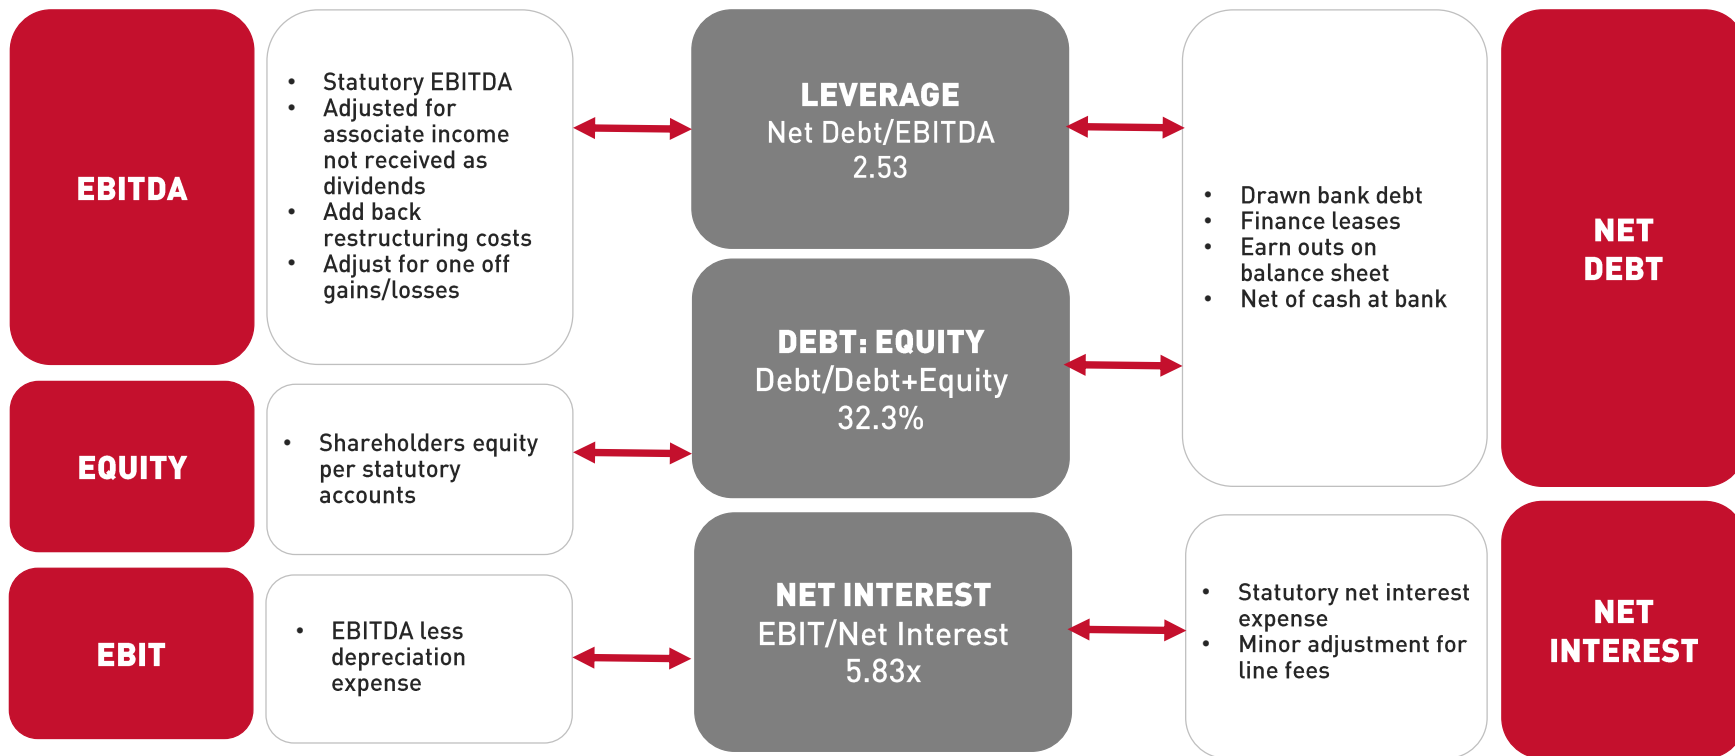 EBITDA
• Statutory EBITDA
• Adjusted for
associate income
not received as
dividends
• Add back
restructuring costs
• Adjust for one off
gains/losses
LEVERAGE
Net Debt/EBITDA
2.53
• Drawn bank debt
• Finance leases
• Earn outs on
balance sheet
• Net of cash at bank
NET
DEBT
DEBT: EQUITY
Debt/Debt+Equity
32.3%
EQUITY
• Shareholders equity
per statutory
accounts
EBIT
• EBITDA less
depreciation
expense
NET INTEREST
EBIT/Net Interest
5.83x
• Statutory net interest
expense
• Minor adjustment for
line fees
NET
INTEREST